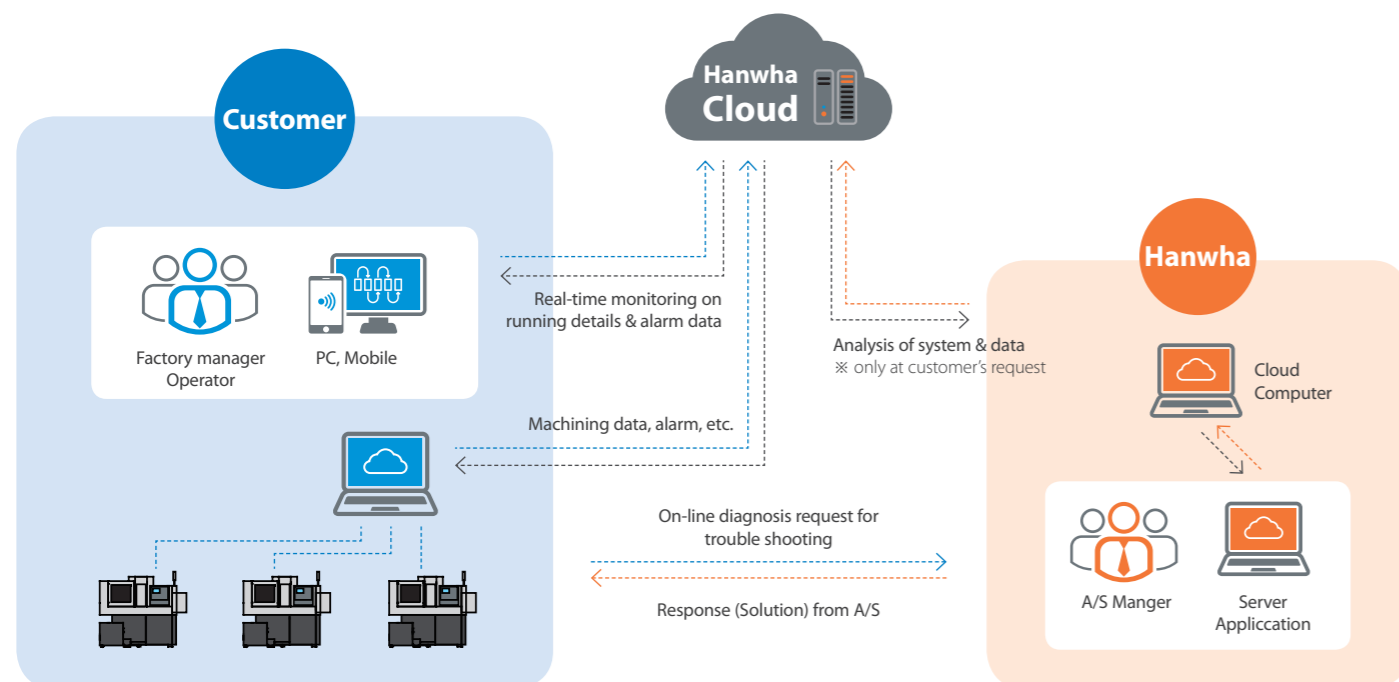 Hanwha
Cloud
Customer
Hanwha
Factory manager
Operator
PC, Mobile
Real-time monitoring on
running details & alarm data
Analysis of system & data
※ only at customer's request
Cloud
Computer
Machining data, alarm, etc.
On-line diagnosis request for
trouble shooting
Response (Solution) from A/S
A/S Manger
Server
Appliccation